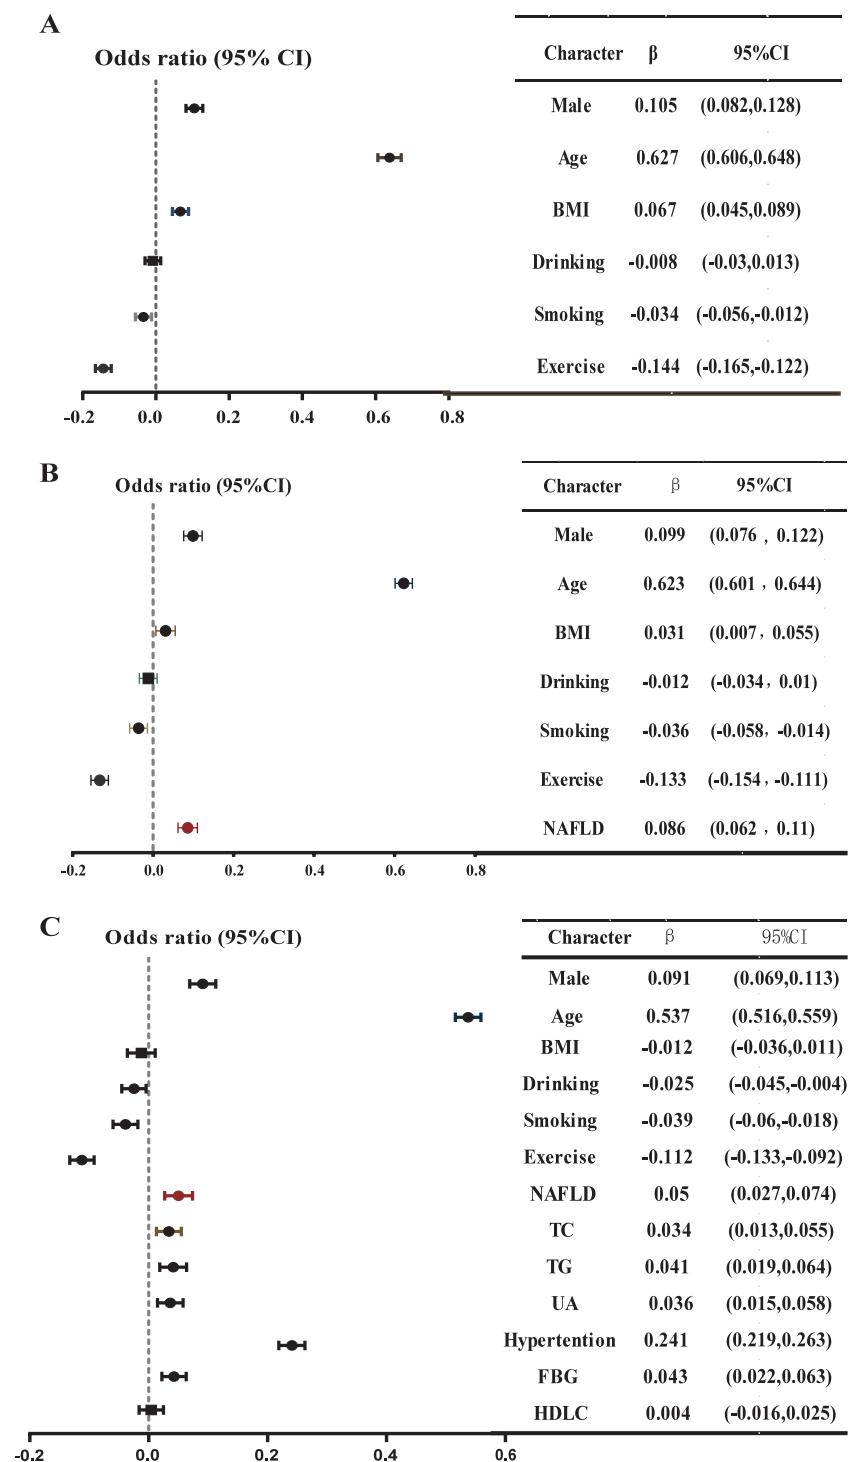 A
Odds ratio (95% CI)
Character β 95%CI
Male 0.105 (0.082,0.128)
Age 0.627 (0.606,0.648)
BMI 0.067 (0.045,0.089)
Drinking -0.008 (-0.03,0.013)
Smoking -0.034 (-0.056,-0.012)
Exercise -0.144 (-0.165,-0.122)
-0.2 0.0 0.2 0.4 0.6 0.8
B
Odds ratio (95%CI)
Character β 95%CI
Male 0.099 (0.076 , 0.122)
Age 0.623 (0.601 , 0.644)
BMI 0.031 (0.007, 0.055)
Drinking -0.012 (-0.034, 0.01)
Smoking -0.036 (-0.058, -0.014)
Exercise -0.133 (-0.154, -0.111)
NAFLD 0.086 (0.062 , 0.11)
-0.2 0.0 0.2 0.4 0.6 0.8
C
Odds ratio (95%CI)
Character β 95%CI
Male 0.091 (0.069,0.113)
Age 0.537 (0.516,0.559)
BMI -0.012 (-0.036,0.011)
Drinking -0.025 (-0.045,-0.004)
Smoking -0.039 (-0.06,-0.018)
Exercise -0.112 (-0.133,-0.092)
NAFLD 0.05 (0.027,0.074)
TC 0.034 (0.013,0.055)
TG 0.041 (0.019,0.064)
UA 0.036 (0.015,0.058)
Hypertention 0.241 (0.219,0.263)
FBG 0.043 (0.022,0.063)
HDLC 0.004 (-0.016,0.025)
-0.2 0.0 0.2 0.4 0.6